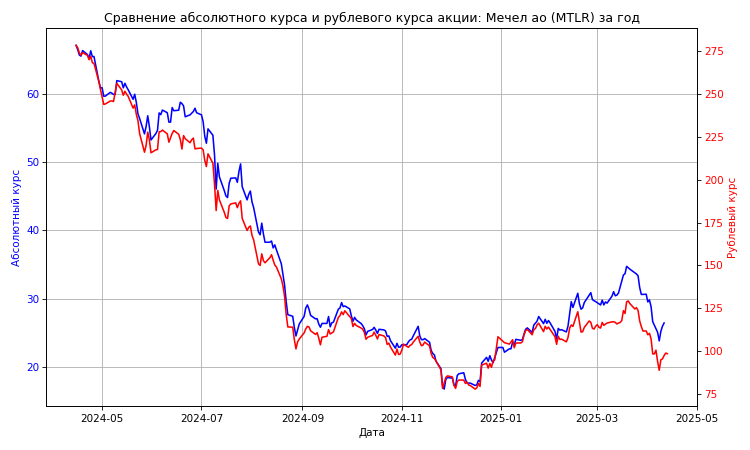 Сравнение абсолютного курса и рублевого курса акции: Мечел ао (MTLR) за год
Абсолютный курс
60
50
40
30
20
275
250
225
200
175
150
125
100
75
Рублевый курс
2024-05 2024-07 2024-09 2024-11 2025-01 2025-03 2025-05
Дата